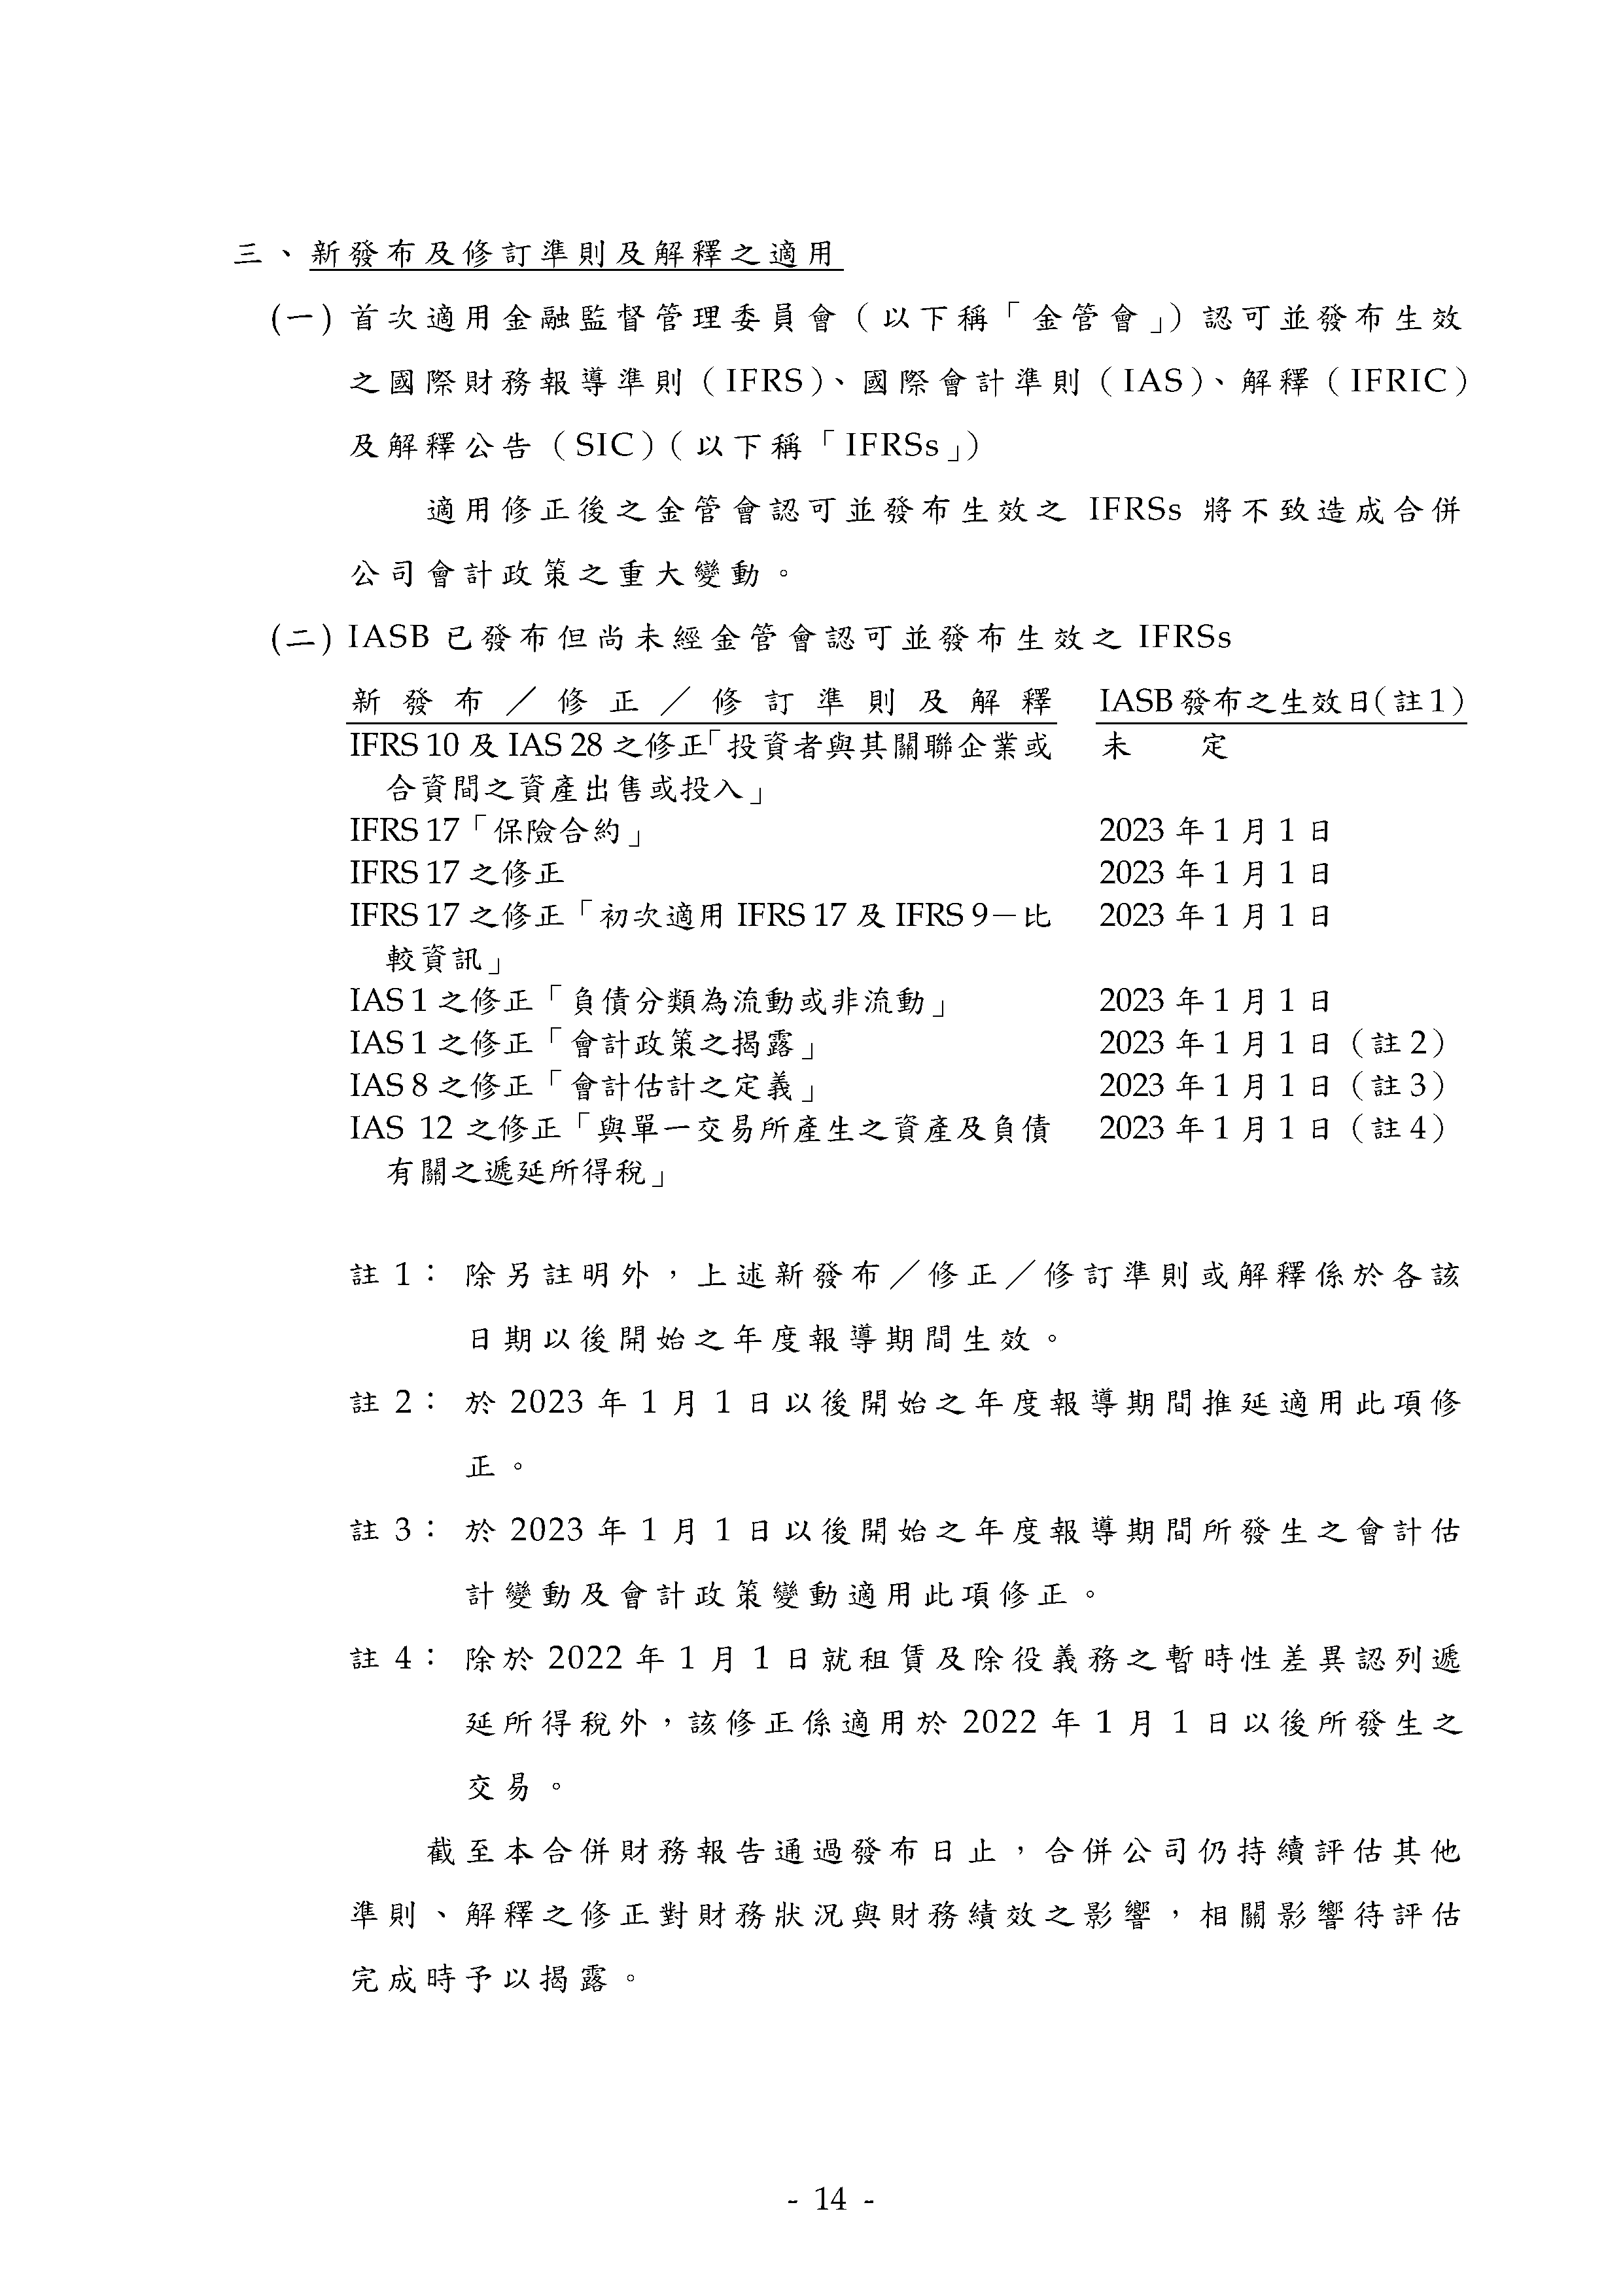 三、新發布及修訂準則及解釋之適用
(一) 首次適用金融監督管理委員會（以下稱「金管會」）認可並發布生效
之國際財務報導準則（IFRS）、國際會計準則（IAS）、解釋（IFRIC）
及解釋公告（SIC）（以下稱「IFRSs」）
適用修正後之金管會認可並發布生效之 IFRSs 將不致造成合併
公司會計政策之重大變動。
(二) IASB 已發布但尚未經金管會認可並發布生效之 IFRSs
新發布／修正／修訂準則及解釋 IASB 發布之生效日（註 1）
IFRS 10 及 IAS 28 之修正「投資者與其關聯企業或 未定
合資間之資產出售或投入」
IFRS 17「保險合約」 2023 年 1 月 1 日
IFRS 17 之修正 2023 年 1 月 1 日
IFRS 17 之修正「初次適用 IFRS 17 及 IFRS 9－比 2023 年 1 月 1 日
較資訊」
IAS 1 之修正「負債分類為流動或非流動」 2023 年 1 月 1 日
IAS 1 之修正「會計政策之揭露」 2023 年 1 月 1 日（註 2）
IAS 8 之修正「會計估計之定義」 2023 年 1 月 1 日（註 3）
IAS 12 之修正「與單一交易所產生之資產及負債 2023 年 1 月 1 日（註 4）
有關之遞延所得稅」
註 1： 除另註明外，上述新發布／修正／修訂準則或解釋係於各該
日期以後開始之年度報導期間生效。
註 2： 於 2023 年 1 月 1 日以後開始之年度報導期間推延適用此項修
正。
註 3： 於 2023 年 1 月 1 日以後開始之年度報導期間所發生之會計估
計變動及會計政策變動適用此項修正。
註 4： 除於 2022 年 1 月 1 日就租賃及除役義務之暫時性差異認列遞
延所得稅外，該修正係適用於 2022 年 1 月 1 日以後所發生之
交易。
截至本合併財務報告通過發布日止，合併公司仍持續評估其他
準則、解釋之修正對財務狀況與財務績效之影響，相關影響待評估
完成時予以揭露。
- 14 -